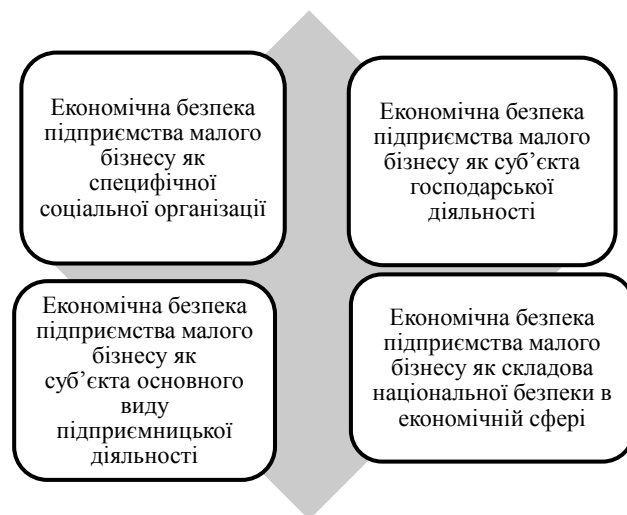 Економічна безпека
підприємства малого
бізнесу як
специфічної
соціальної організації
Економічна безпека
підприємства малого
бізнесу як суб’єкта
господарської
діяльності
Економічна безпека
підприємства малого
бізнесу як
суб’єкта основного
виду
підприємницької
діяльності
Економічна безпека
підприємства малого
бізнесу як складова
національної безпеки в
економічній сфері